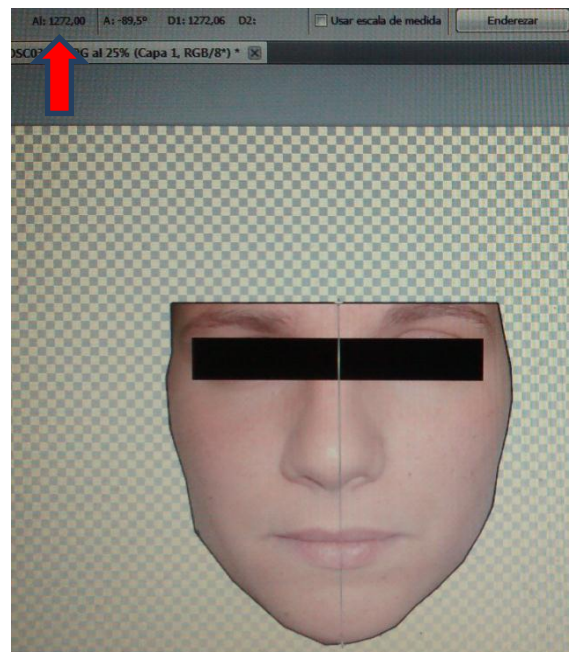 Al: 1272,00 A: -89,5º D1: 1272,06 D2: Usar escala de medida Enderezar
al 25% (Capa 1, RGB/8*) *